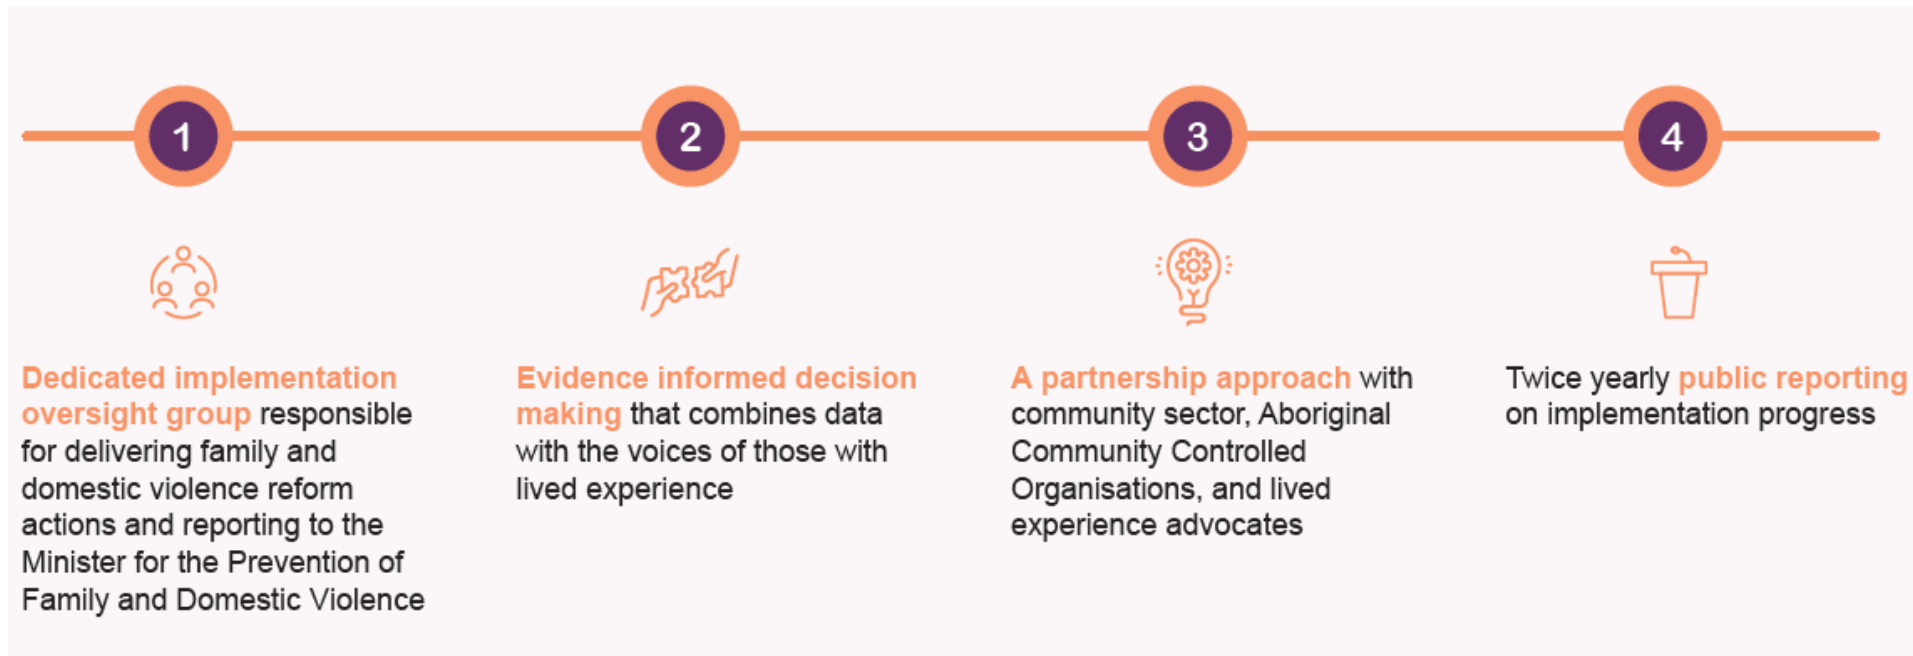 1
2
3
4
Dedicated implementation
oversight group responsible
for delivering family and
domestic violence reform
actions and reporting to the
Minister for the Prevention of
Family and Domestic Violence
Evidence informed decision
making that combines data
with the voices of those with
lived experience
A partnership approach with
community sector, Aboriginal
Community Controlled
Organisations, and lived
experience advocates
Twice yearly public reporting
on implementation progress